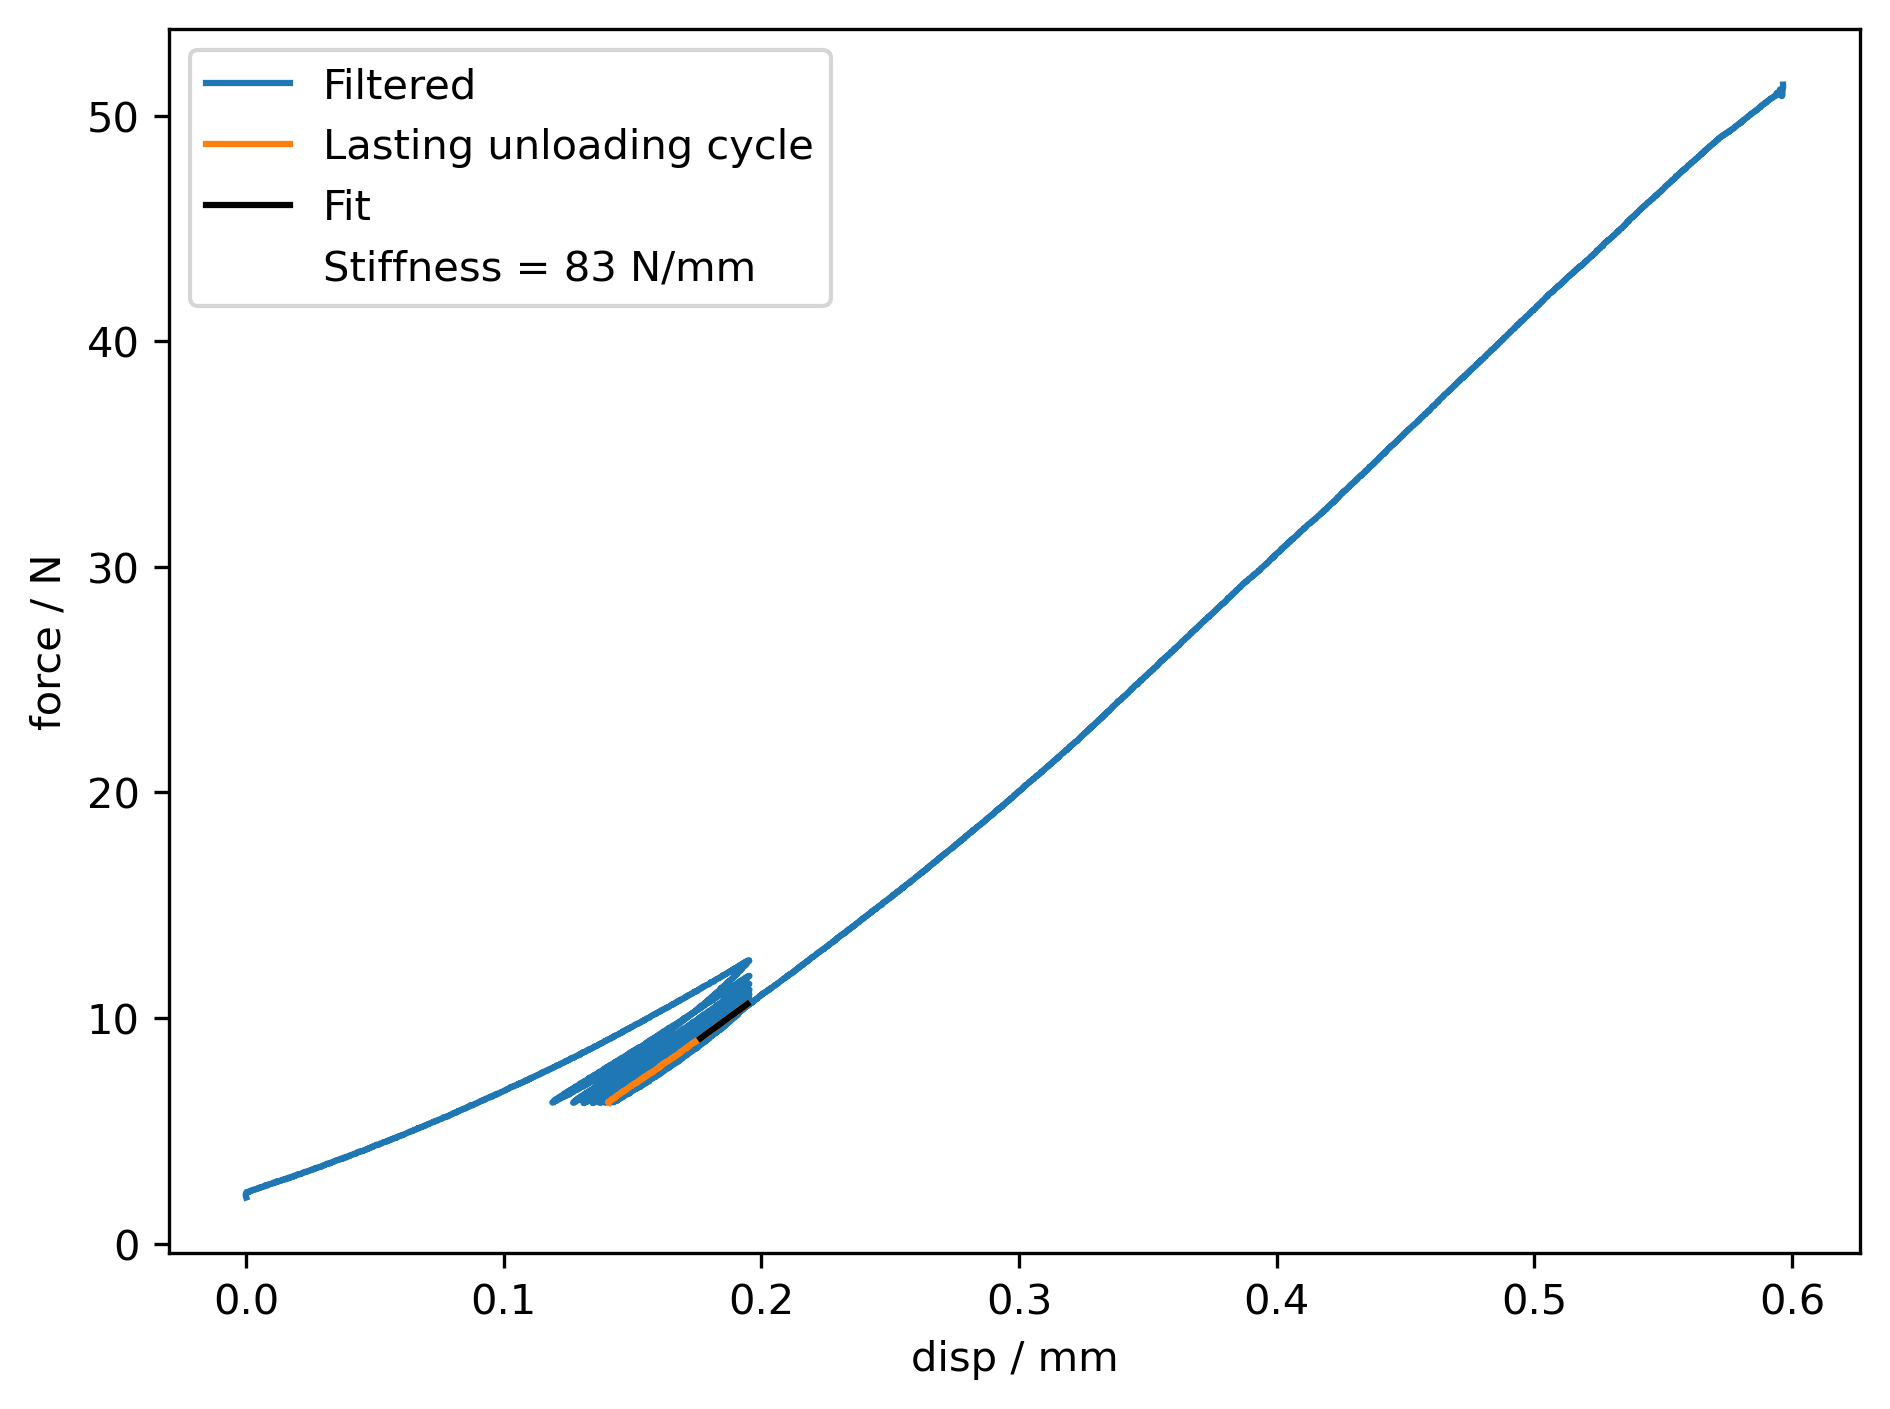 Filtered
Lasting unloading cycle
Fit
Stiffness = 83 N/mm
50
40
30
20
10
0
force / N
0.0 0.1 0.2 0.3 0.4 0.5 0.6
disp / mm